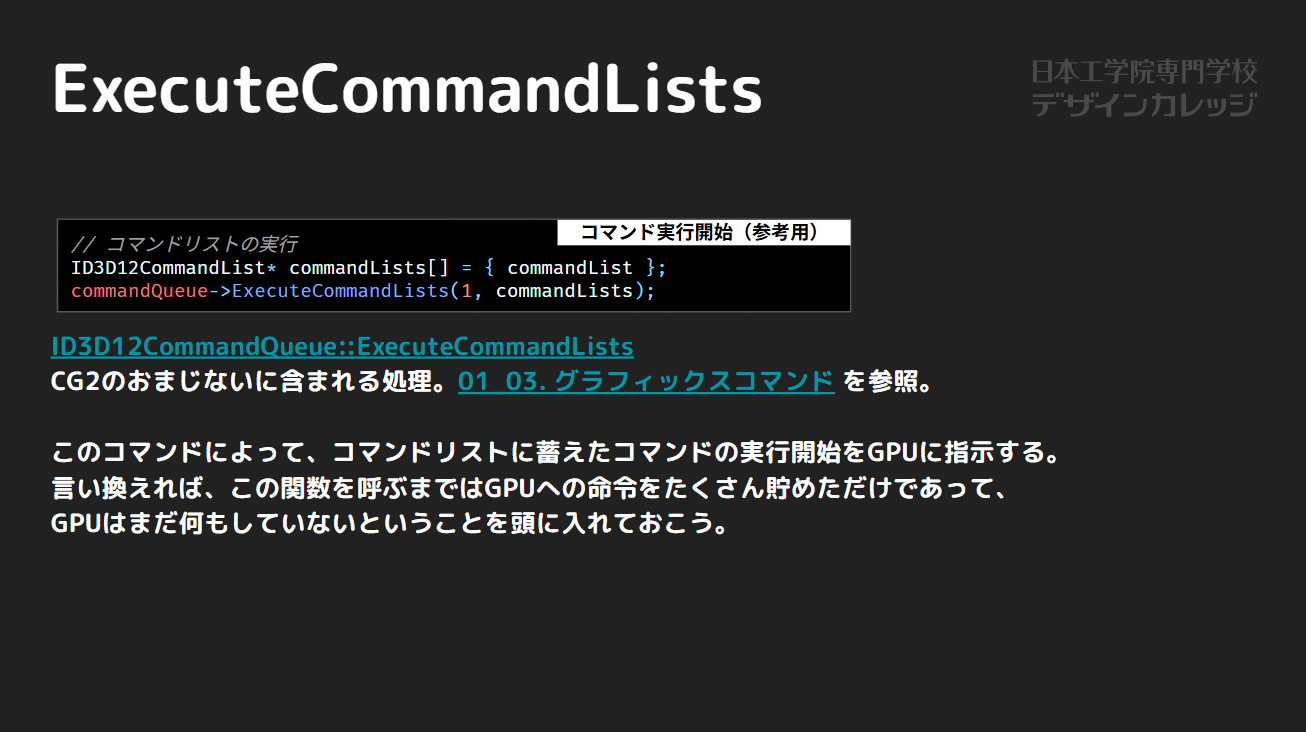 ExecuteCommandLists
日本工学院専門学校
デザインカレッジ
コマンド実行開始（参考用）
// コマンドリストの実行
ID3D12CommandList* commandLists[] = { commandList };
commandQueue->ExecuteCommandLists(1, commandLists);
ID3D12CommandQueue::ExecuteCommandLists
CG2のおまじないに含まれる処理。01_03. グラフィックスコマンド を参照。
このコマンドによって、コマンドリストに蓄えたコマンドの実行開始をGPUに指示する。
言い換えれば、この関数を呼ぶまではGPUへの命令をたくさん貯めただけであって、
GPUはまだ何もしていないということを頭に入れておこう。